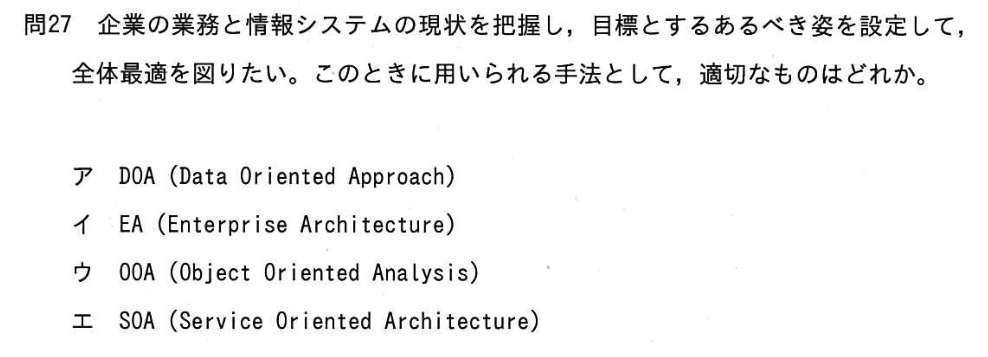 問27 企業の業務と情報システムの現状を把握し，目標とするあるべき姿を設定して，
全体最適を図りたい。このときに用いられる手法として，適切なものはどれか。
ア DOA (Data Oriented Approach)
イ EA (Enterprise Architecture)
ウ OOA (Object Oriented Analysis)
エ SOA (Service Oriented Architecture)